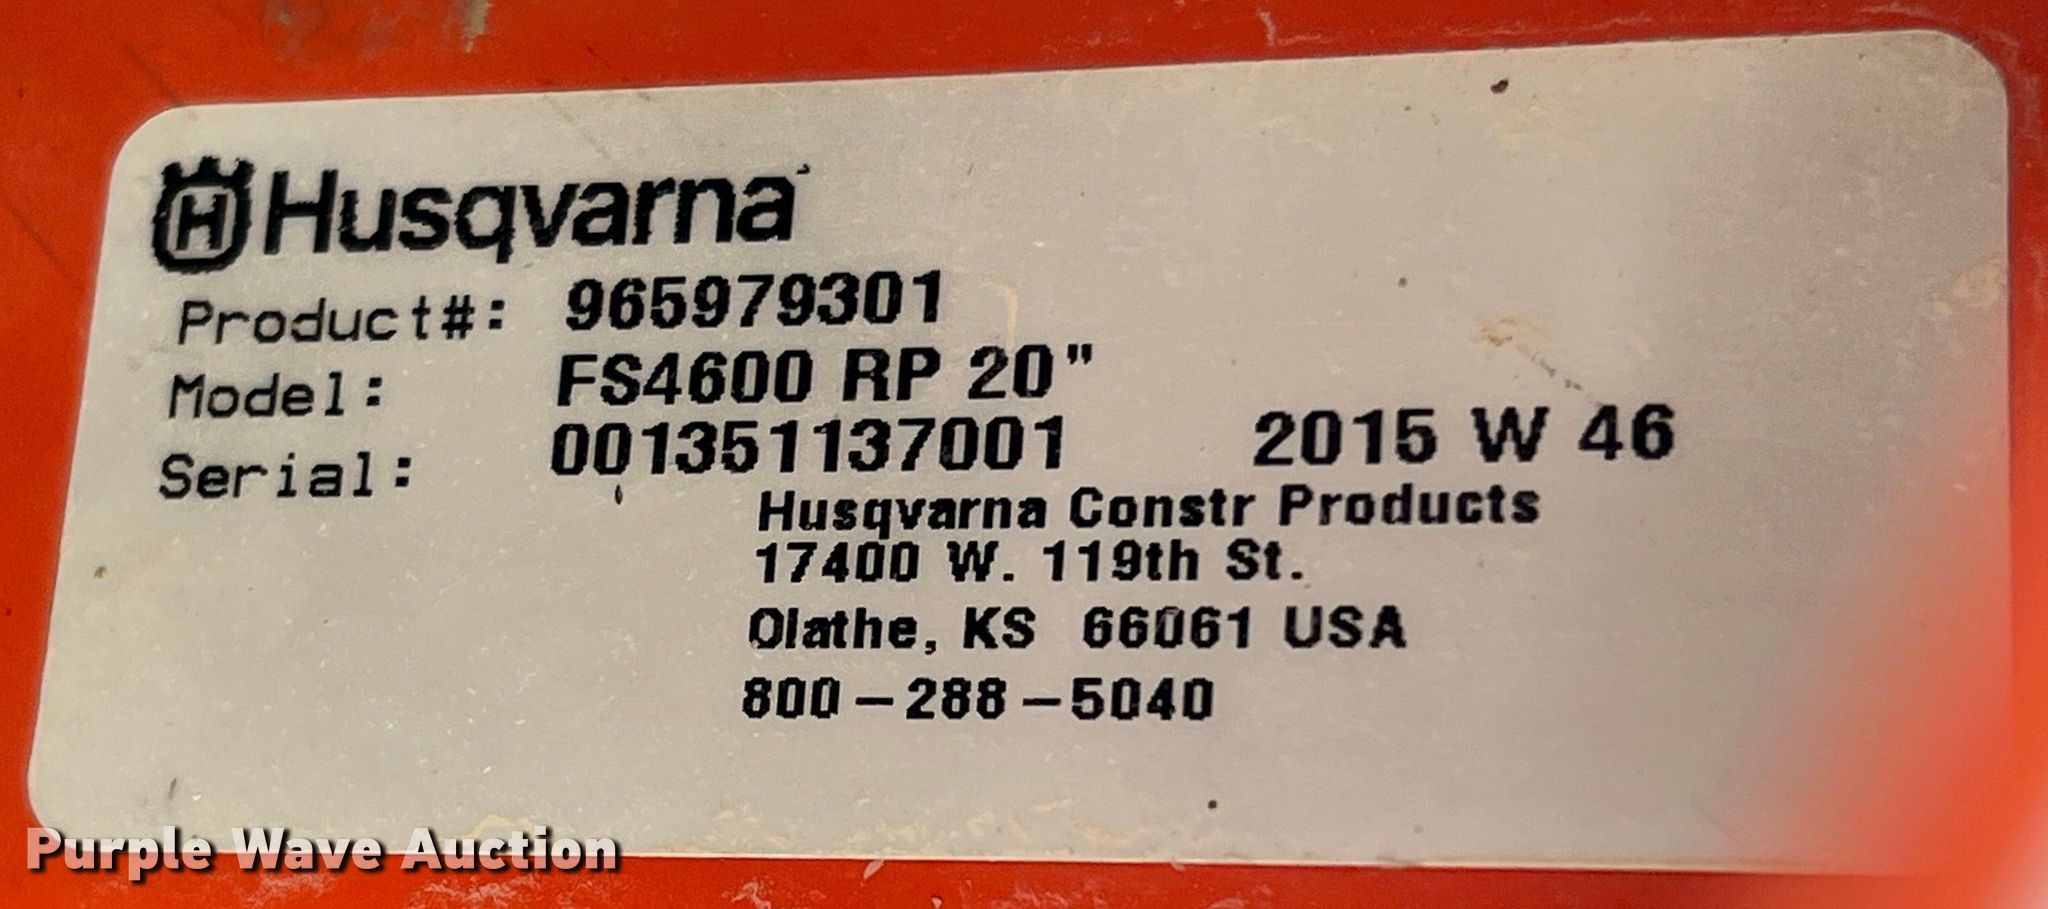 Husqvarna
Product#: 965979301
Model: FS4600 RP 20"
Serial: 001351137001 2015 W 46
Husqvarna Constr Products
17400 W. 119th St.
Olathe, KS 66061 USA
800-288-5040
Purple Wave Auction